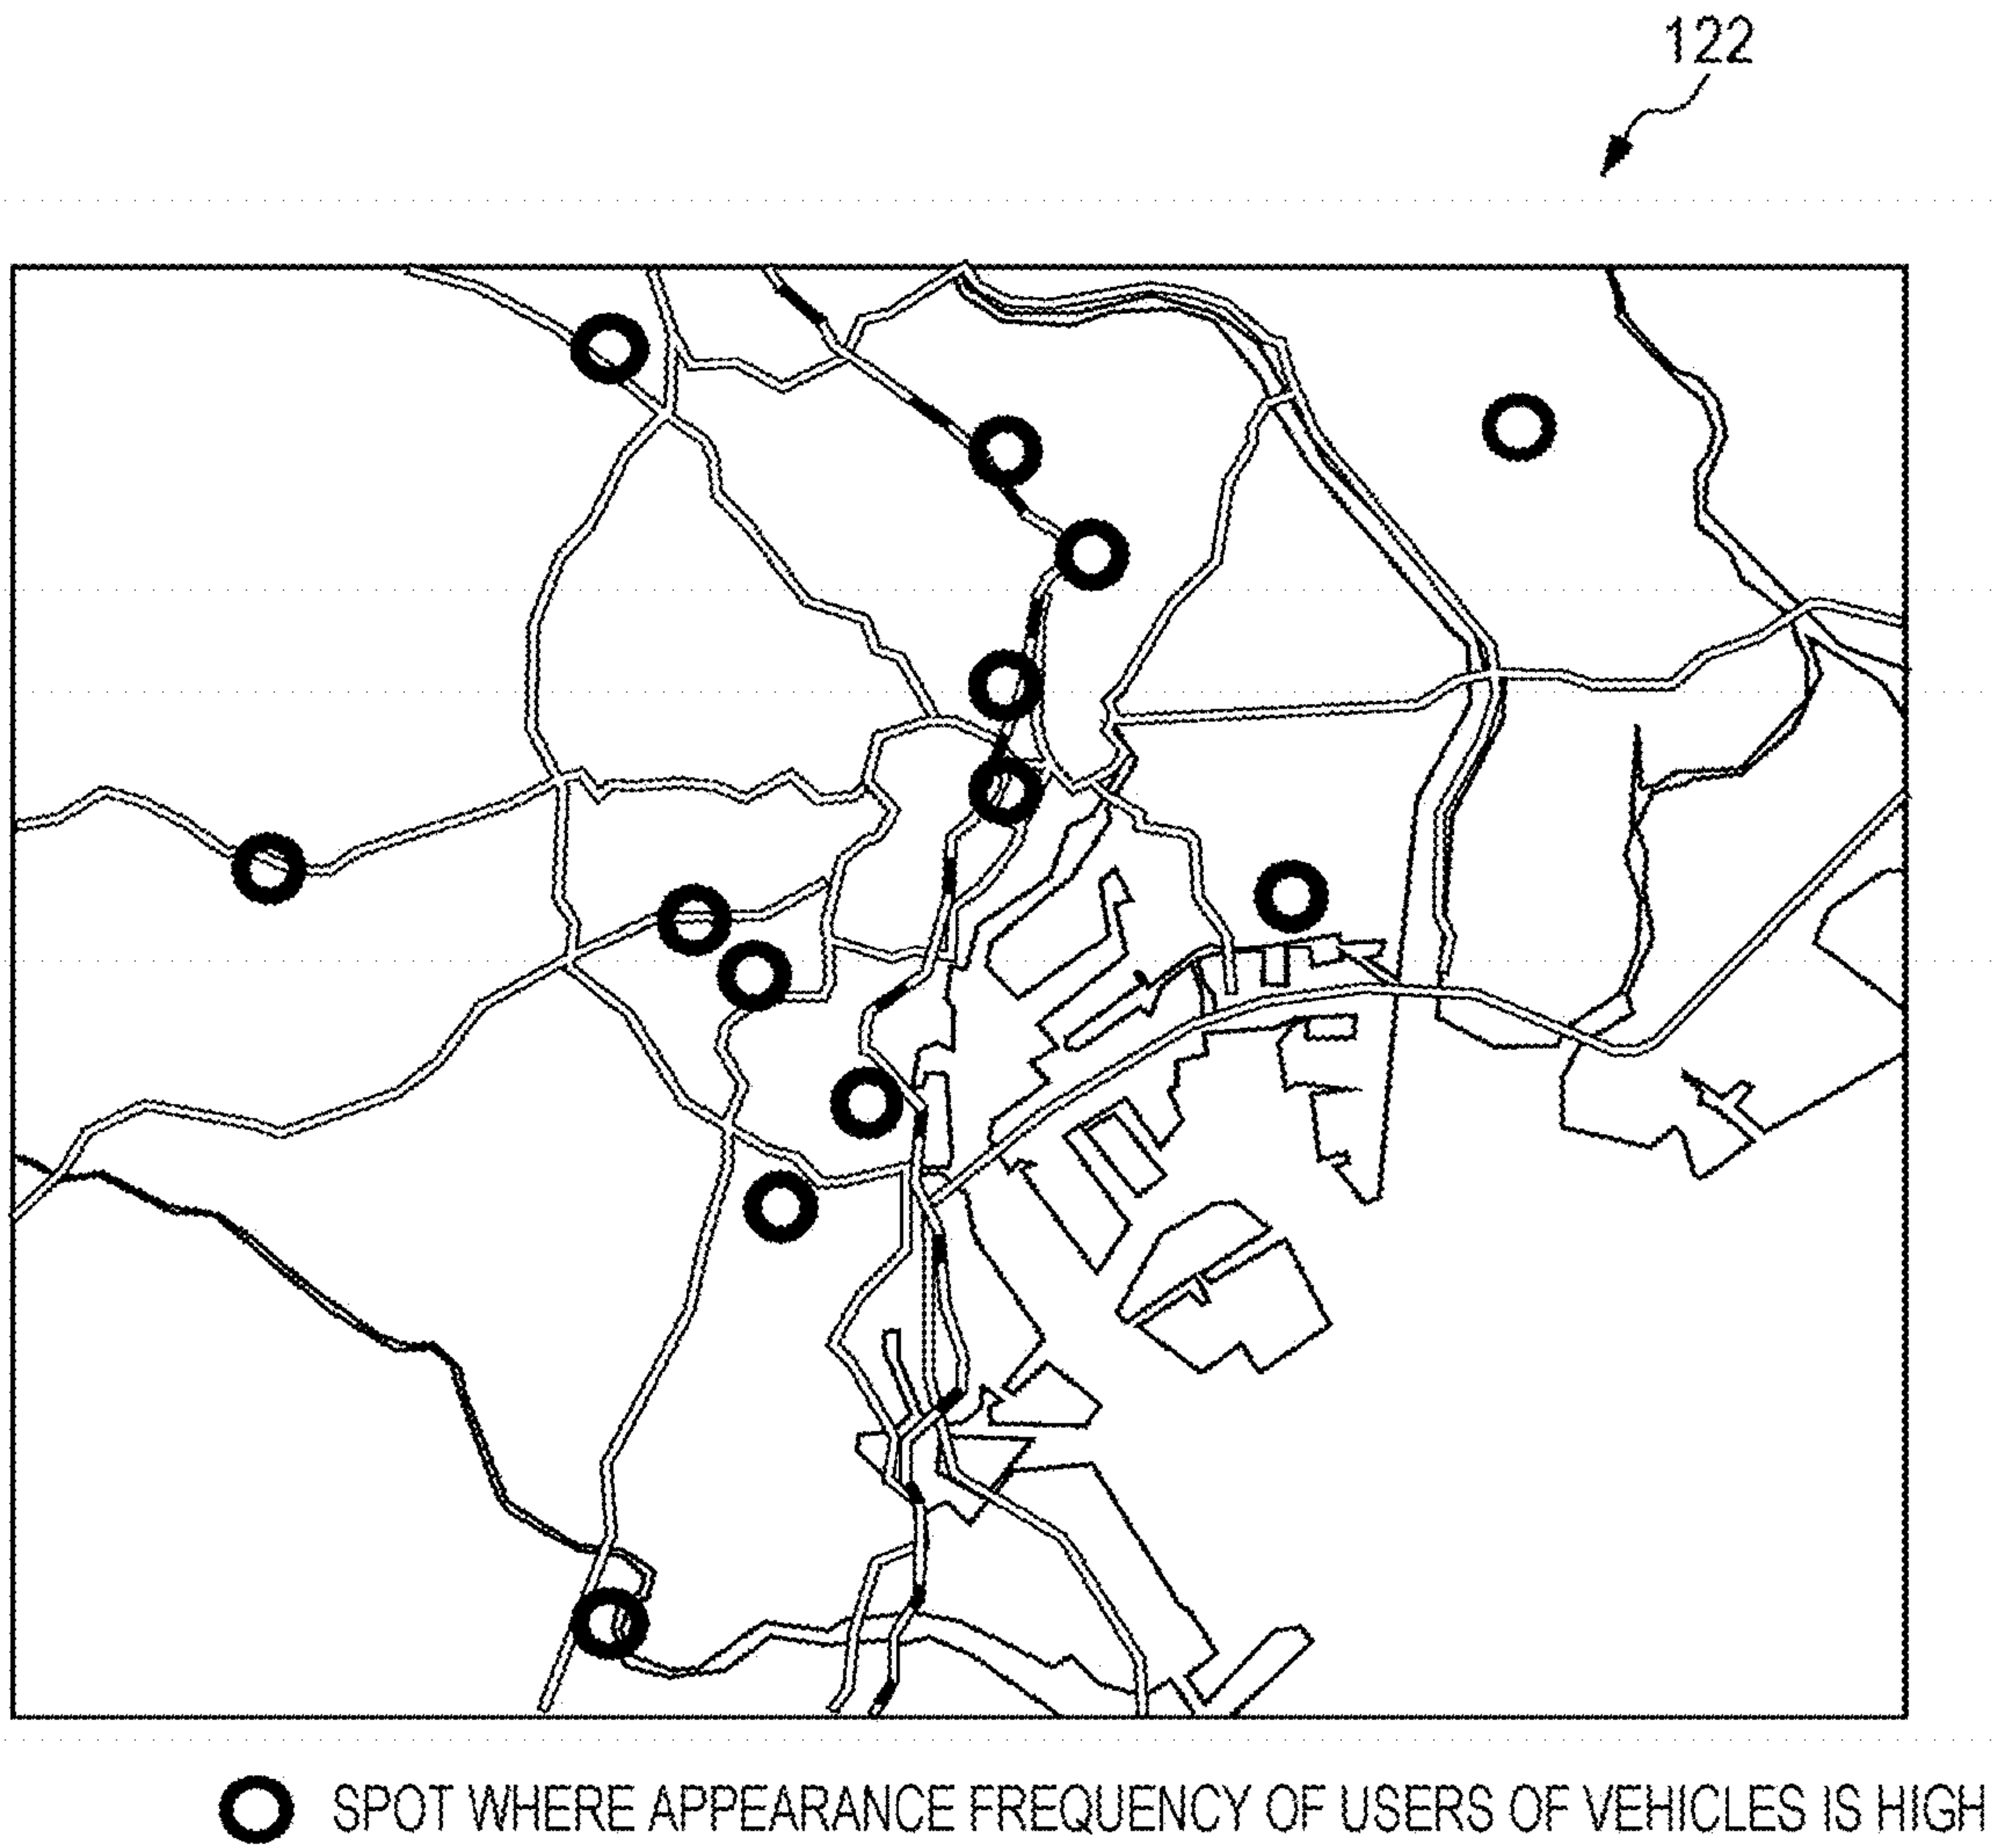 122
SPOT WHERE APPEARANCE FREQUENCY OF USERS OF VEHICLES IS HIGH